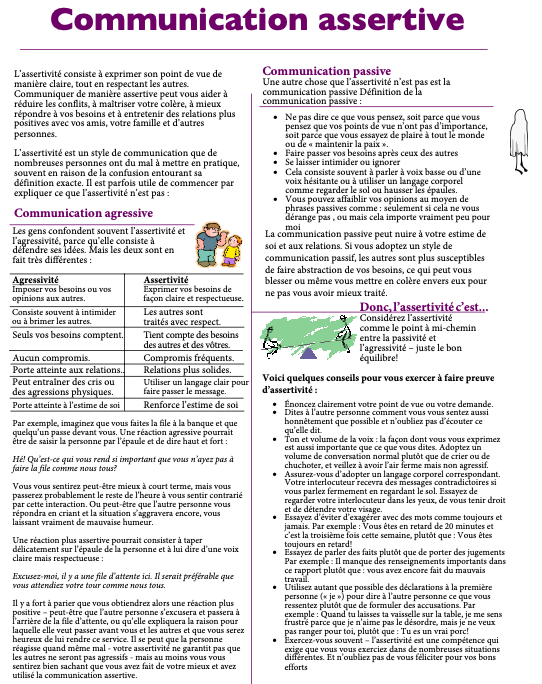 Communication assertive
L'assertivité consiste à exprimer son point de vue de
manière claire, tout en respectant les autres.
Communiquer de manière assertive peut vous aider à
réduire les conflits, à maîtriser votre colère, à mieux
répondre à vos besoins et à entretenir des relations plus
positives avec vos amis, votre famille et d'autres
personnes.
L'assertivité est un style de communication que de
nombreuses personnes ont du mal à mettre en pratique,
souvent en raison de la confusion entourant sa
définition exacte. Il est parfois utile de commencer par
expliquer ce que l'assertivité n'est pas :
Communication agressive
Les gens confondent souvent l'assertivité et
l'agressivité, parce qu'elle consiste à
défendre ses idées. Mais les deux sont en
fait très différentes :
Agressivité Assertivité
Imposer vos besoins ou vos Exprimer vos besoins de
opinions aux autres. façon claire et respectueuse.
Consiste souvent à intimider Les autres sont
ou à brimer les autres. traités avec respect.
Seuls vos besoins comptent. Tient compte des besoins
des autres et des vôtres.
Aucun compromis. Compromis fréquents.
Porte atteinte aux relations. Relations plus solides.
Peut entraîner des cris ou Utiliser un langage clair pour
des agressions physiques. faire passer le message.
Porte atteinte à l'estime de soi Renforce l'estime de soi
Par exemple, imaginez que vous faites la file à la banque et que
quelqu'un passe devant vous. Une réaction agressive pourrait
être de saisir la personne par l'épaule et de dire haut et fort :
Hé! Qu'est-ce qui vous rend si important que vous n'ayez pas à
faire la file comme nous tous?
Vous vous sentirez peut-être mieux à court terme, mais vous
passerez probablement le reste de l'heure à vous sentir contrarié
par cette interaction. Ou peut-être que l'autre personne vous
répondra en criant et la situation s'aggravera encore, vous
laissant vraiment de mauvaise humeur.
Une réaction plus assertive pourrait consister à taper
délicatement sur l'épaule de la personne et à lui dire d'une voix
claire mais respectueuse :
Excusez-moi, il y a une file d'attente ici. Il serait préférable que
vous attendiez votre tour comme nous tous.
Il y a fort à parier que vous obtiendrez alors une réaction plus
positive – peut-être que l'autre personne s'excusera et passera à
l'arrière de la file d'attente, ou qu'elle expliquera la raison pour
laquelle elle veut passer avant vous et les autres et que vous serez
heureux de lui rendre ce service. Il se peut que la personne
réagisse quand même mal - votre assertivité ne garantit pas que
les autres ne seront pas agressifs - mais au moins vous vous
sentirez bien sachant que vous avez fait de votre mieux et avez
utilisé la communication assertive.
Communication passive
Une autre chose que l'assertivité n'est pas est la
communication passive Définition de la
communication passive :
• Ne pas dire ce que vous pensez, soit parce que vous
pensez que vos points de vue n'ont pas d'importance,
soit parce que vous essayez de plaire à tout le monde
ou de « maintenir la paix ».
• Faire passer vos besoins après ceux des autres
• Se laisser intimider ou ignorer
• Cela consiste souvent à parler à voix basse ou d'une
voix hésitante ou à utiliser un langage corporel
comme regarder le sol ou hausser les épaules.
• Vous pouvez affaiblir vos opinions au moyen de
phrases passives comme : seulement si cela ne vous
dérange pas , ou mais cela importe vraiment peu pour
moi
La communication passive peut nuire à votre estime de
soi et aux relations. Si vous adoptez un style de
communication passif, les autres sont plus susceptibles
de faire abstraction de vos besoins, ce qui peut vous
blesser ou même vous mettre en colère envers eux pour
ne pas vous avoir mieux traité.
Donc, l'assertivité c'est...
Considérez l'assertivité
comme le point à mi-chemin
entre la passivité et
l'agressivité – juste le bon
équilibre!
Voici quelques conseils pour vous exercer à faire preuve
d'assertivité :
• Énoncez clairement votre point de vue ou votre demande.
• Dites à l'autre personne comment vous vous sentez aussi
honnêtement que possible et n'oubliez pas d'écouter ce
qu'elle dit.
• Ton et volume de la voix : la façon dont vous vous exprimez
est aussi importante que ce que vous dites. Adoptez un
volume de conversation normal plutôt que de crier ou de
chuchoter, et veillez à avoir l'air ferme mais non agressif.
• Assurez-vous d'adopter un langage corporel correspondant.
Votre interlocuteur recevra des messages contradictoires si
vous parlez fermement en regardant le sol. Essayez de
regarder votre interlocuteur dans les yeux, de vous tenir droit
et de détendre votre visage.
• Essayez d'éviter d'exagérer avec des mots comme toujours et
jamais. Par exemple : Vous êtes en retard de 20 minutes et
c'est la troisième fois cette semaine, plutôt que : Vous êtes
toujours en retard!
• Essayez de parler des faits plutôt que de porter des jugements
Par exemple : Il manque des renseignements importants dans
ce rapport plutôt que : vous avez encore fait du mauvais
travail.
• Utilisez autant que possible des déclarations à la première
personne (« je ») pour dire à l'autre personne ce que vous
ressentez plutôt que de formuler des accusations. Par
exemple : Quand tu laisses ta vaisselle sur la table, je me sens
frustré parce que je n'aime pas le désordre, mais je ne veux
pas ranger pour toi, plutôt que : Tu es un vrai porc!
• Exercez-vous souvent – l'assertivité est une compétence qui
exige que vous vous exerciez dans de nombreuses situations
différentes. Et n'oubliez pas de vous féliciter pour vos bons
efforts